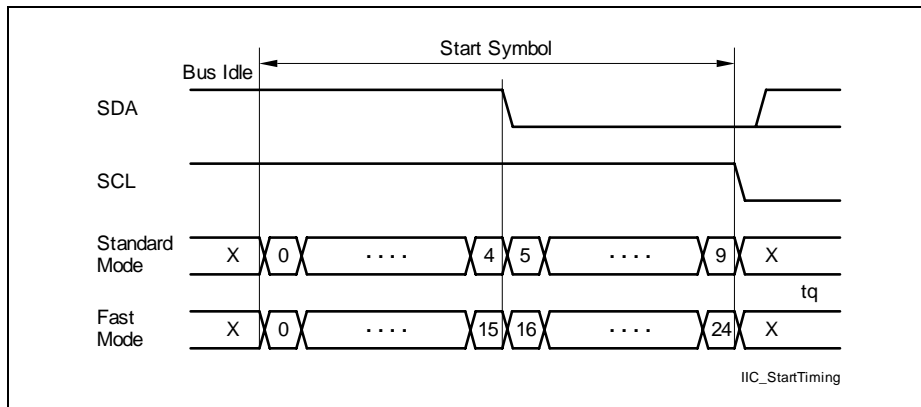 Start Symbol
Bus Idle
SDA
SCL
Standard
Mode
X 0 . . . . 4 5 . . . . 9 X
tq
Fast
Mode
X 0 . . . . 15 16 . . . . 24 X
IIC_StartTiming